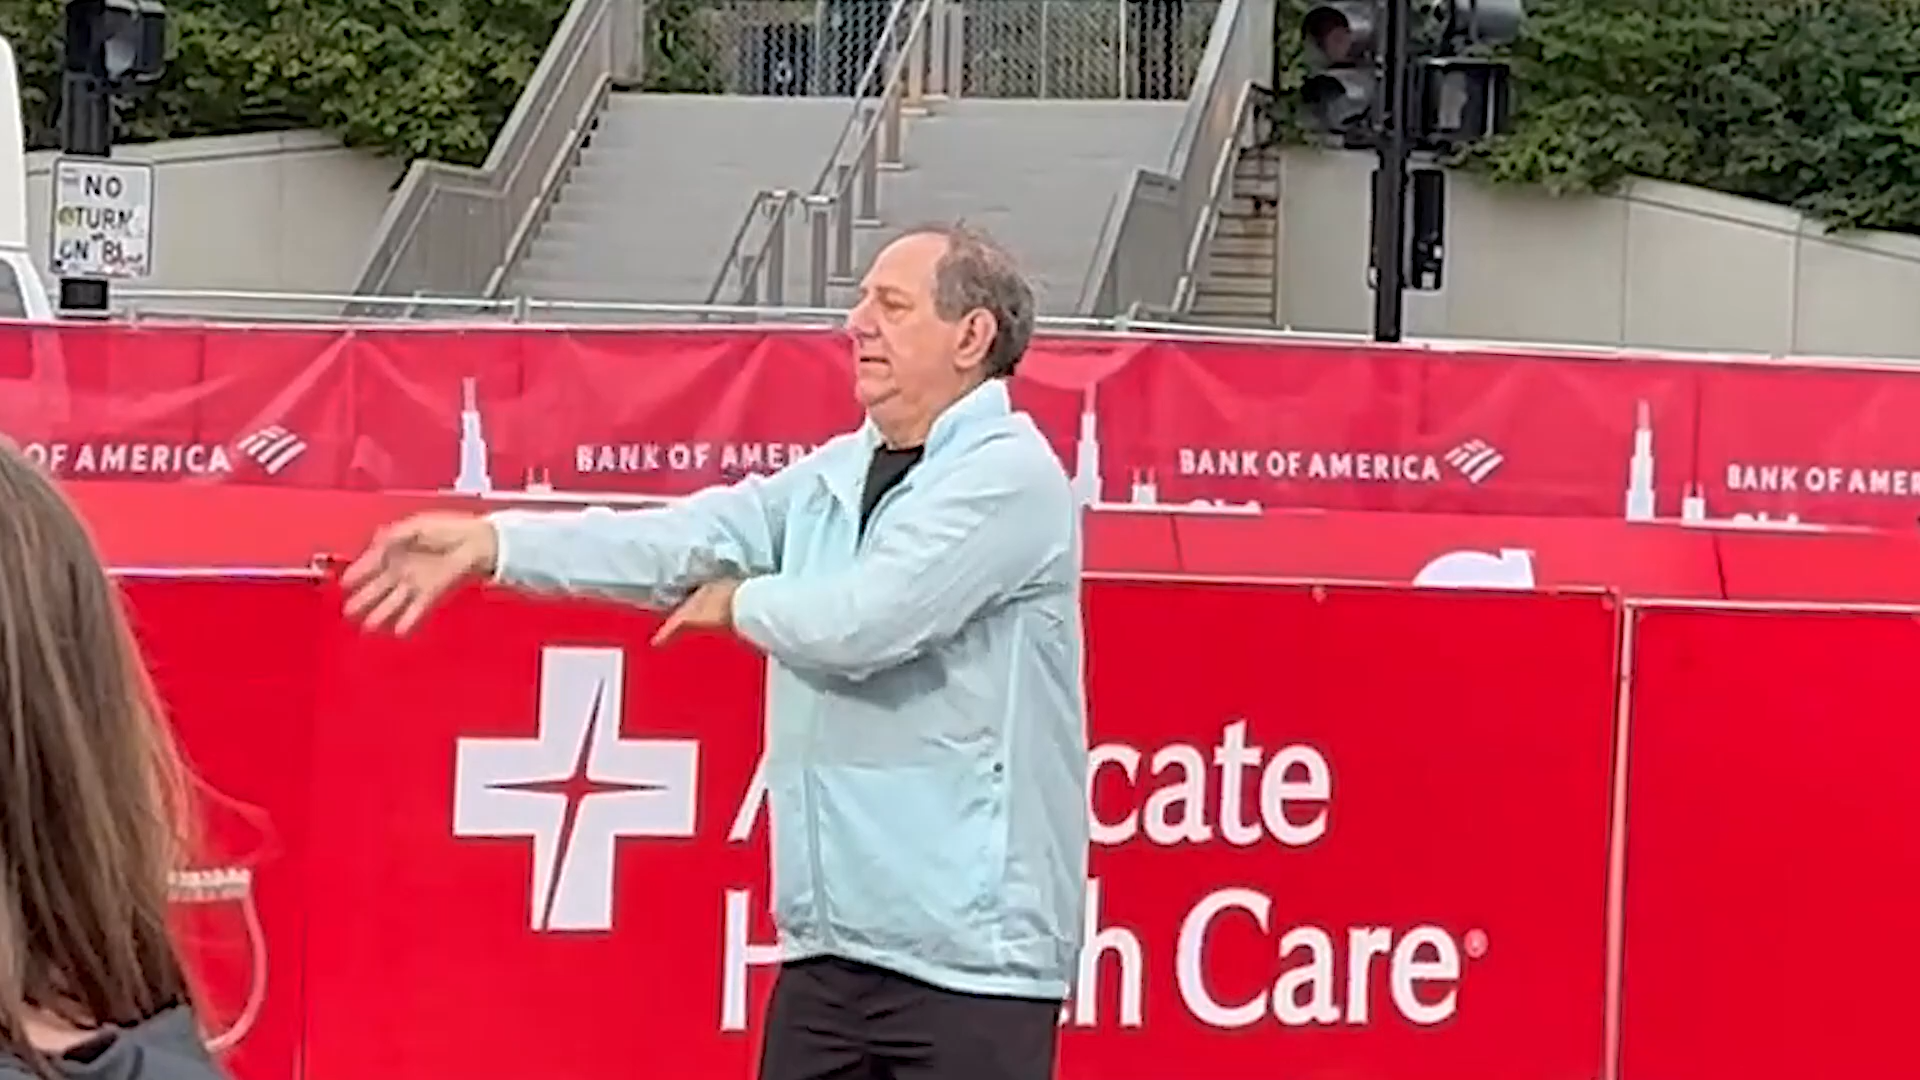 NO
TURN
ON
OF AMERICA
BANK OF AMER
BANK OF AMERICA
BANK OF AMER
cate
H h Care®